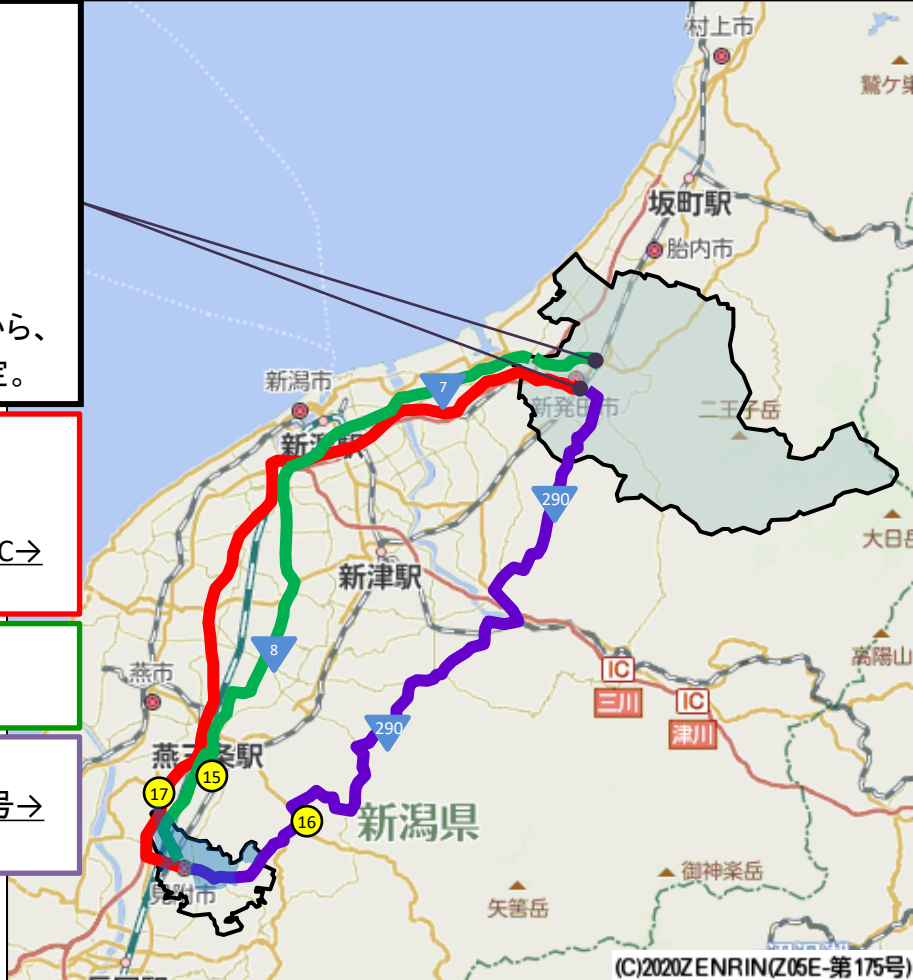 村上市
鷲ケ巣
坂町駅
胎内市
から、
定。
7
新潟市
新発田市
二王子岳
新潟駅
C→
290
大日岳
新津駅
8
高陽山
IC
三川
IC
津川
燕市
290
燕三条駅
15
17
号→
16
新潟県
御神楽岳
見附市
矢筈岳
(C)2020ZENRIN(Z05E-第175号)